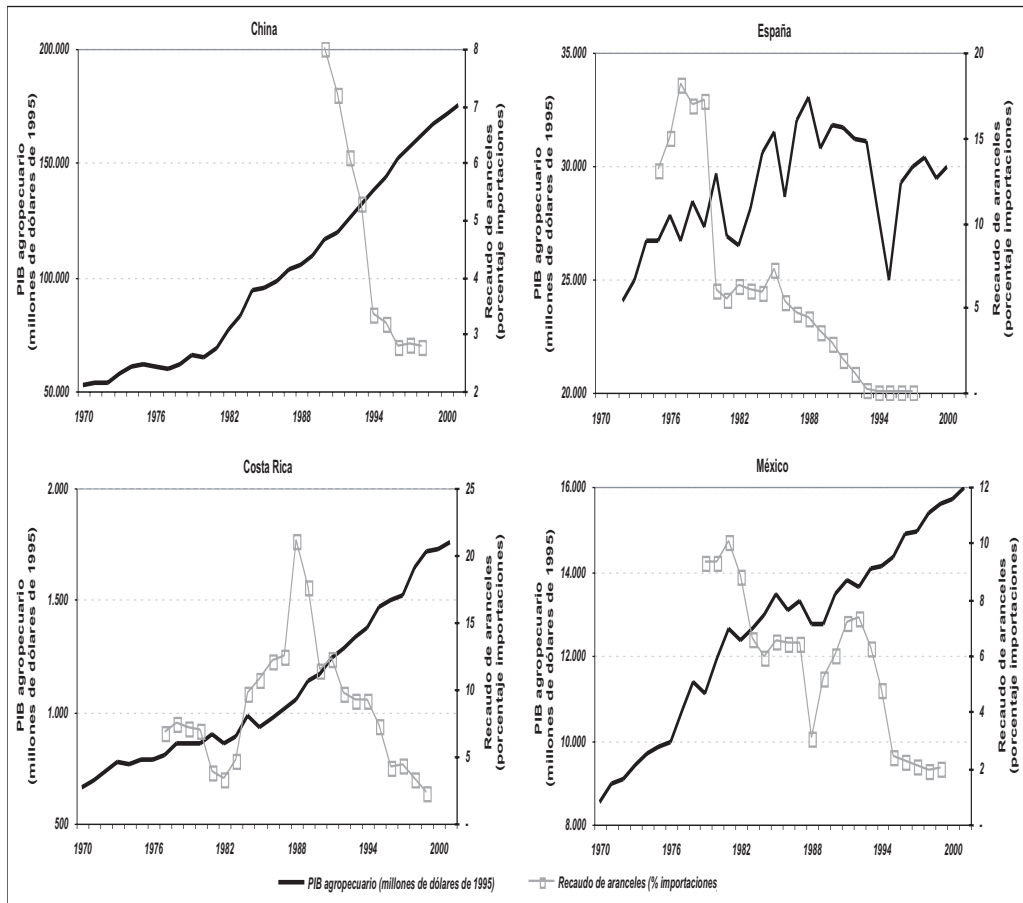 China
PIB agropecuario
(millones de dólares de 1995)
200.000
150.000
100.000
50.000
8
7
6
5
4
3
2
Recaudo de aranceles
(porcentaje importaciones)
1970 1976 1982 1988 1994 2000
España
PIB agropecuario
(millones de dólares de 1995)
35.000
30.000
25.000
20.000
20
15
10
5
-
Recaudo de aranceles
(porcentaje importaciones)
1970 1976 1982 1988 1994 2000
Costa Rica
PIB agropecuario
(millones de dólares de 1995)
2.000
1.500
1.000
500
25
20
15
10
5
-
Recaudo de aranceles
(porcentaje importaciones)
1970 1976 1982 1988 1994 2000
México
PIB agropecuario
(millones de dólares de 1995)
16.000
14.000
12.000
10.000
8.000
12
10
8
6
4
2
-
Recaudo de aranceles
(porcentaje importaciones)
1970 1976 1982 1988 1994 2000
PIB agropecuario (millones de dólares de 1995) Recaudo de aranceles (% importaciones